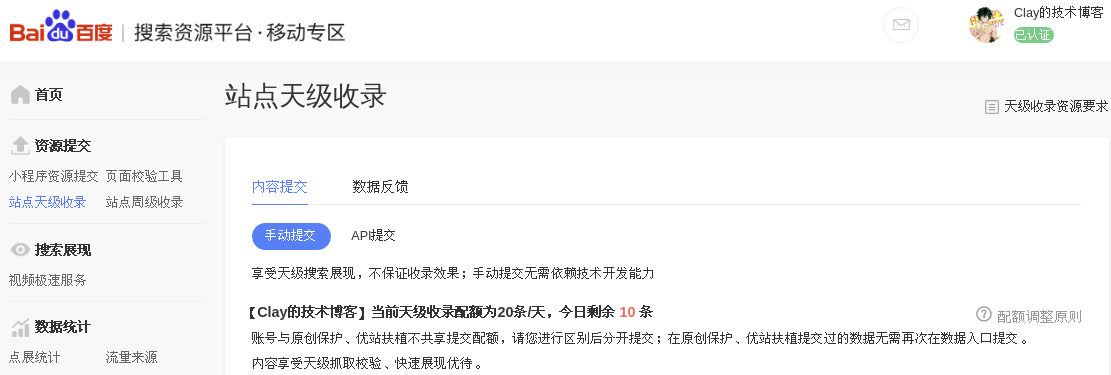 Bai du 百度 | 搜索资源平台·移动专区
Clay的技术博客
已认证
首页
资源提交
小程序资源提交 页面校验工具
站点天级收录 站点周级收录
搜索展现
视频极速服务
数据统计
点展统计 流量来源
站点天级收录
天级收录资源要求
内容提交 数据反馈
手动提交 API提交
享受天级搜索展现，不保证收录效果；手动提交无需依赖技术开发能力
【Clay的技术博客】当前天级收录配额为20条/天，今日剩余 10 条
配额调整原则
账号与原创保护、优站扶植不共享提交配额，请您进行区别后分开提交；在原创保护、优站扶植提交过的数据无需再次在数据入口提交。
内容享受天级抓取校验、快速展现优待。